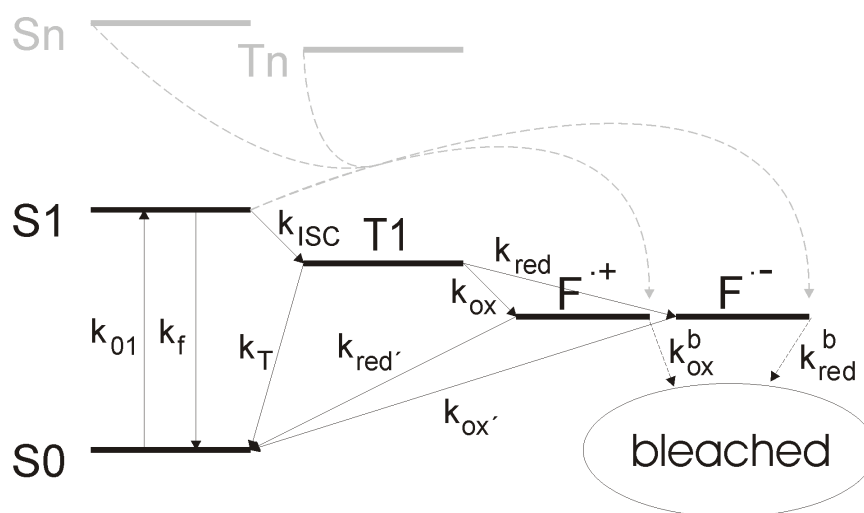 Sn
Tn
S1
k_ISC
T1
k_red
F·+
F·-
k_ox
k_01
k_f
k_T
k_red´
k_ox´
k^b_ox
k^b_red
S0
bleached